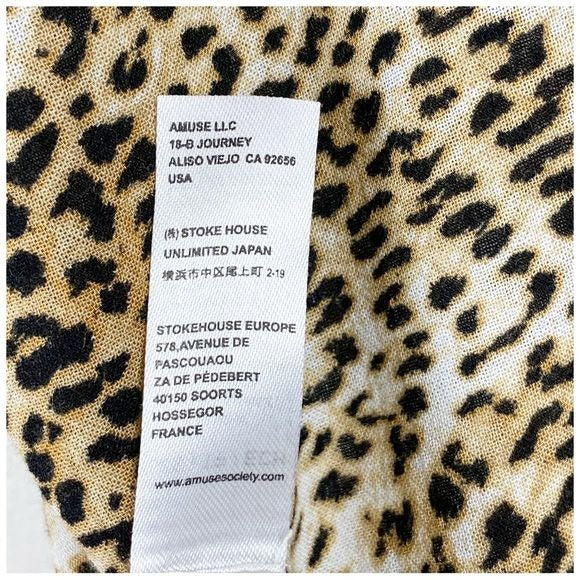 AMUSE LLC
18-B JOURNEY
ALISO VIEJO CA 92656
USA
(株) STOKE HOUSE
UNLIMITED JAPAN
横浜市中区尾上町 2-19
STOKEHOUSE EUROPE
578,AVENUE DE
PASCOUAOU
ZA DE PÉDEBERT
40150 SOORTS
HOSSEGOR
FRANCE
www.amusesociety.com